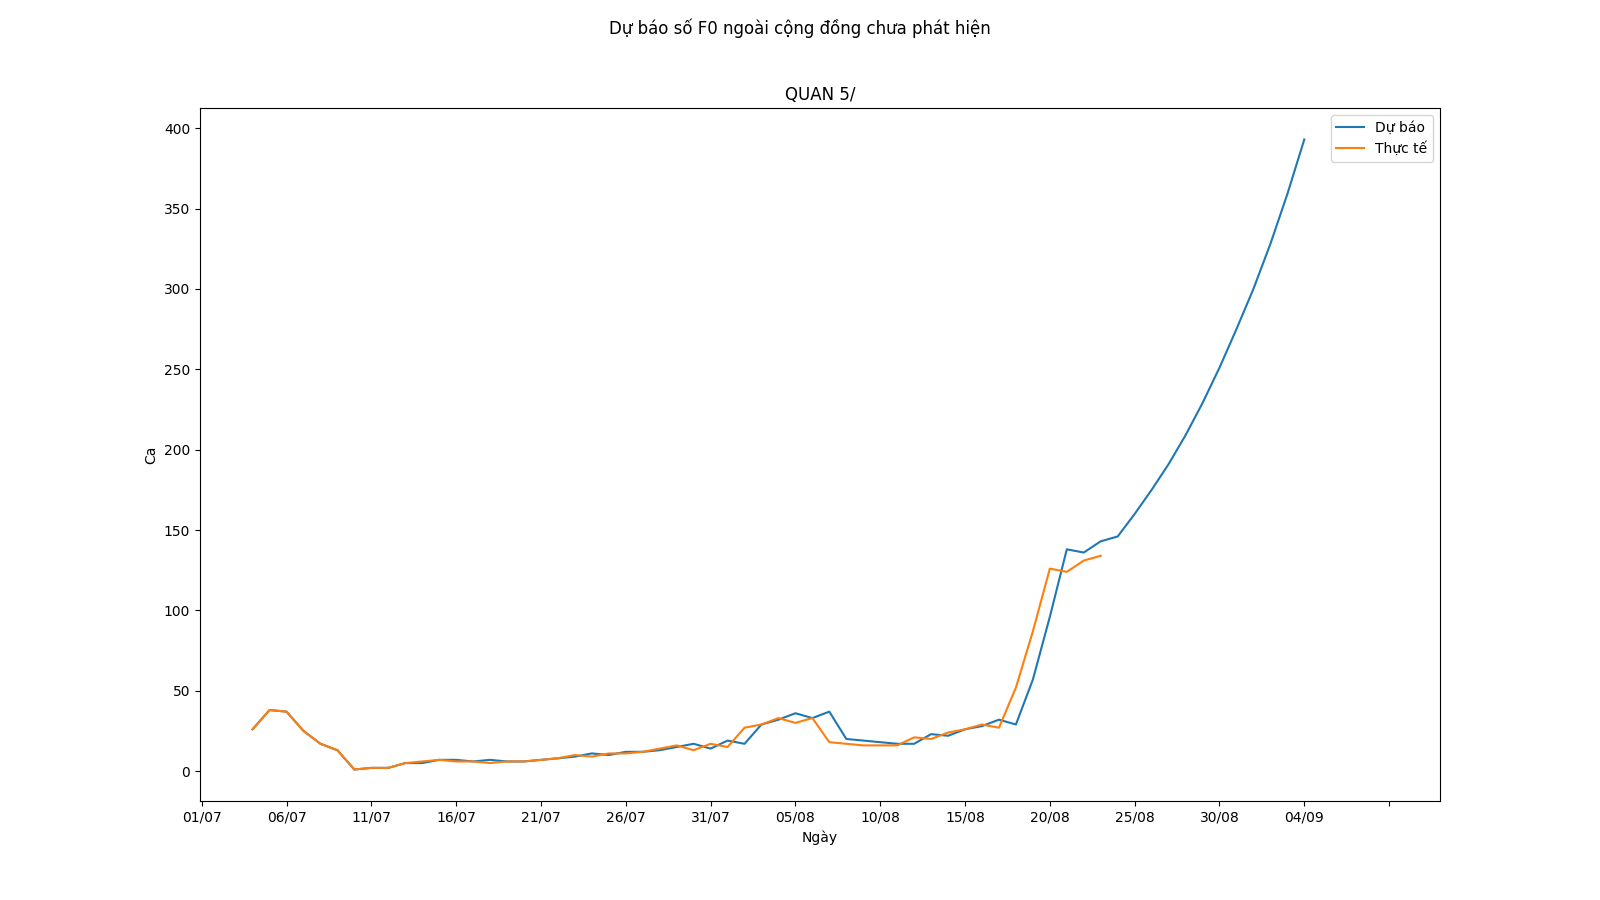 Dự báo số F0 ngoài cộng đồng chưa phát hiện
QUAN 5/
Dự báo
Thực tế
400
350
300
250
200
150
100
50
0
Ca
01/07 06/07 11/07 16/07 21/07 26/07 31/07 05/08 10/08 15/08 20/08 25/08 30/08 04/09
Ngày